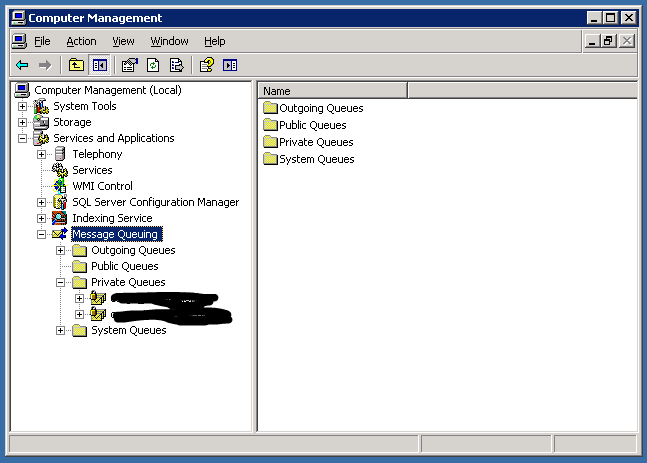 Computer Management
File Action View Window Help
Computer Management (Local)
System Tools
Storage
Services and Applications
Telephony
Services
WMI Control
SQL Server Configuration Manager
Indexing Service
Message Queuing
Outgoing Queues
Public Queues
Private Queues
System Queues
Name
Outgoing Queues
Public Queues
Private Queues
System Queues